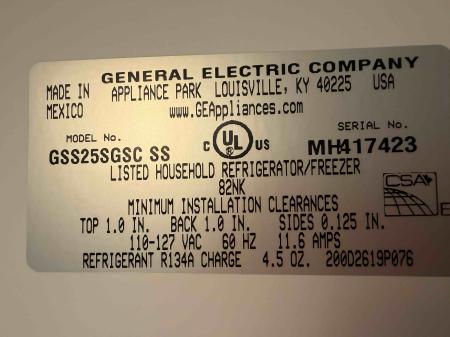 GENERAL ELECTRIC COMPANY
MADE IN MEXICO
APPLIANCE PARK LOUISVILLE, KY 40225 USA
www.GEAppliances.com
MODEL No.
GSS25SGSC SS
C UL US
SERIAL No.
MH417423
LISTED HOUSEHOLD REFRIGERATOR/FREEZER
82NK
CSA
E
MINIMUM INSTALLATION CLEARANCES
TOP 1.0 IN. BACK 1.0 IN. SIDES 0.125 IN.
110-127 VAC 60 HZ 11.6 AMPS
REFRIGERANT R134A CHARGE 4.5 OZ. 200D2619P076